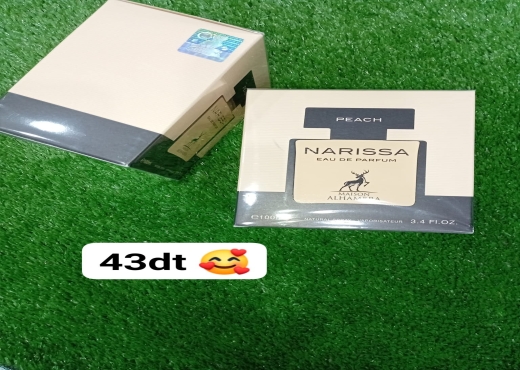 PEACH
NARISSA
EAU DE PARFUM
MAISON
ALHAMBRA
3.4 FL.OZ.
43dt 🥰